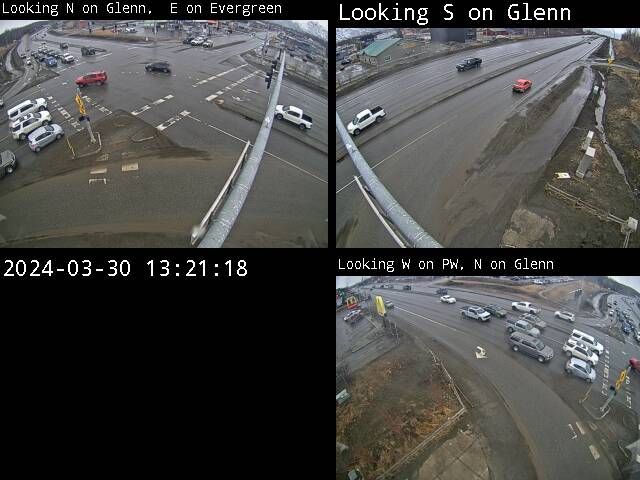 Looking N on Glenn,  E on Evergreen
Looking S on Glenn
2024-03-30 13:21:18
Looking W on PW, N on Glenn